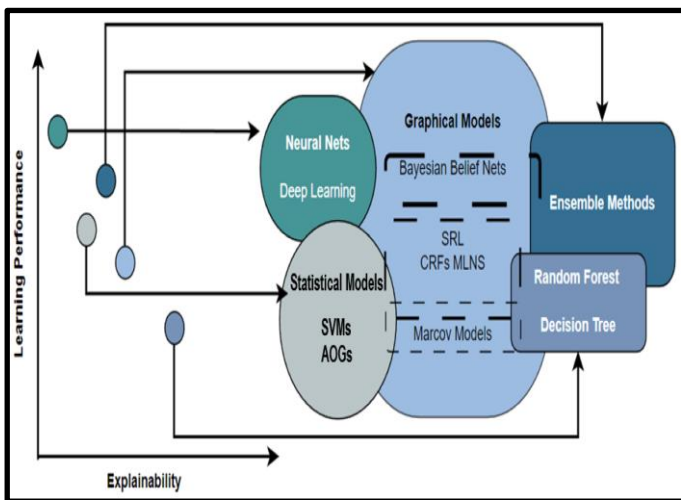 Learning Performance
Explainability
Neural Nets
Deep Learning
Statistical Models
SVMs
AOGs
Graphical Models
Bayesian Belief Nets
SRL
CRFs MLNS
Marcov Models
Ensemble Methods
Random Forest
Decision Tree